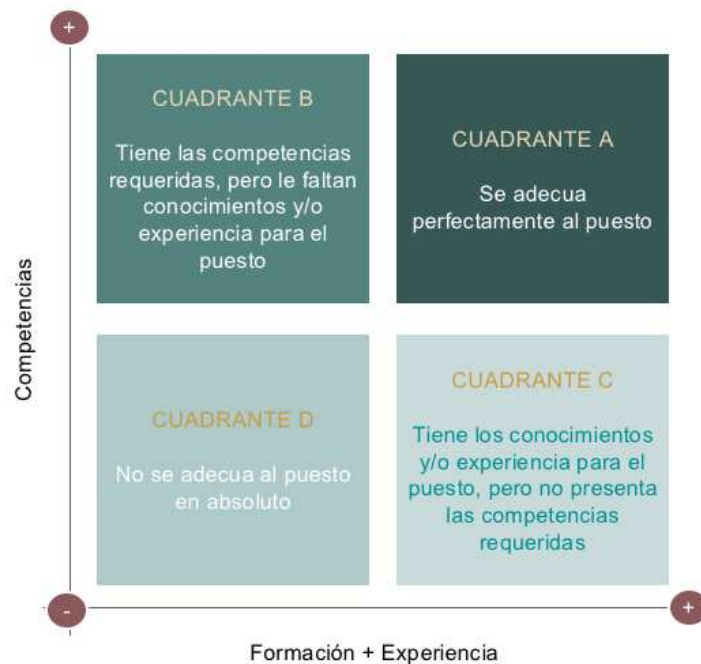 +
CUADRANTE B
Tiene las competencias
requeridas, pero le faltan
conocimientos y/o
experiencia para el
puesto
CUADRANTE A
Se adecua
perfectamente al puesto
Competencias
CUADRANTE D
No se adecua al puesto
en absoluto
CUADRANTE C
Tiene los conocimientos
y/o experiencia para el
puesto, pero no presenta
las competencias
requeridas
-
+
Formación + Experiencia